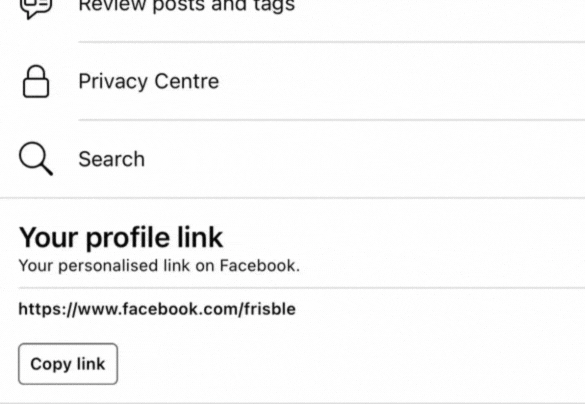 Review posts and tags
Privacy Centre
Search
Your profile link
Your personalised link on Facebook.
https://www.facebook.com/frisble
Copy link